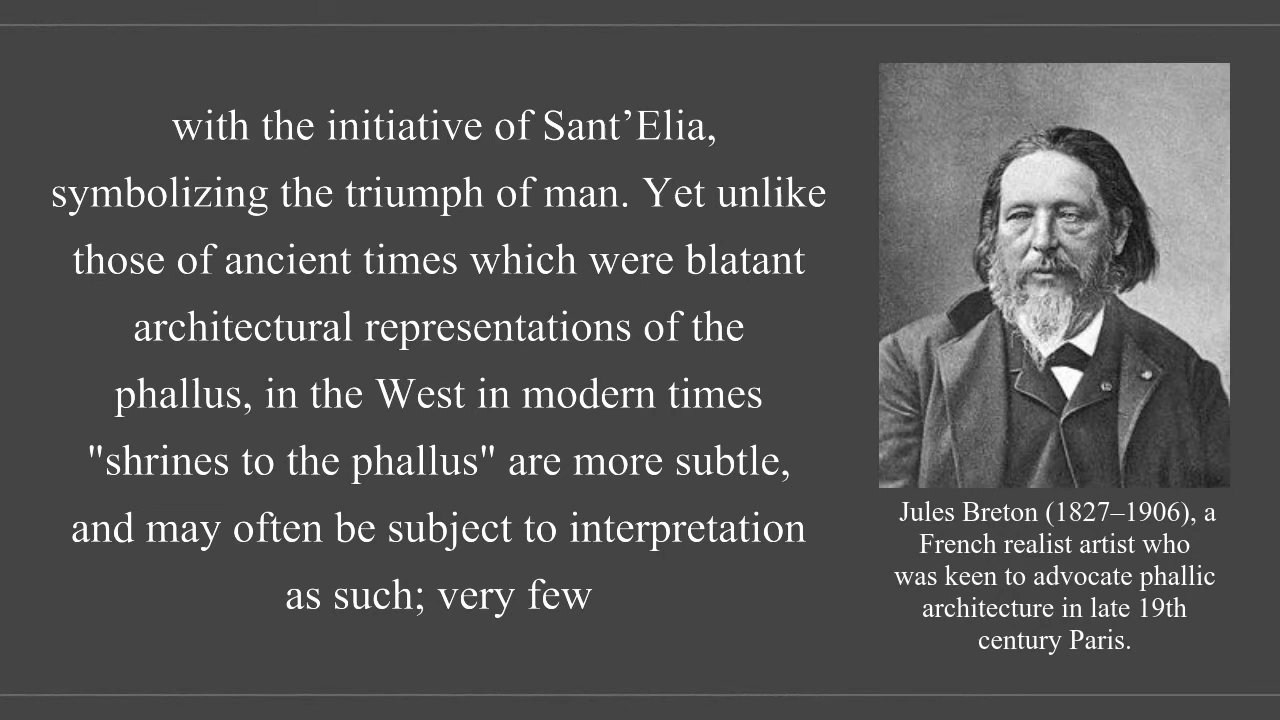 with the initiative of Sant’Elia,
symbolizing the triumph of man. Yet unlike
those of ancient times which were blatant
architectural representations of the
phallus, in the West in modern times
"shrines to the phallus" are more subtle,
and may often be subject to interpretation
as such; very few
Jules Breton (1827–1906), a
French realist artist who
was keen to advocate phallic
architecture in late 19th
century Paris.